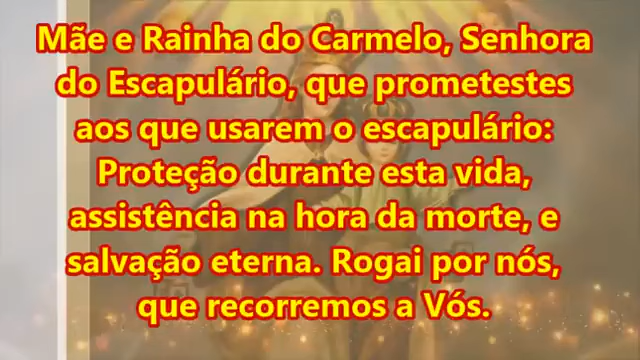 Mãe e Rainha do Carmelo, Senhora
do Escapulário, que prometestes
aos que usarem o escapulário:
Proteção durante esta vida,
assistência na hora da morte, e
salvação eterna. Rogai por nós,
que recorremos a Vós.